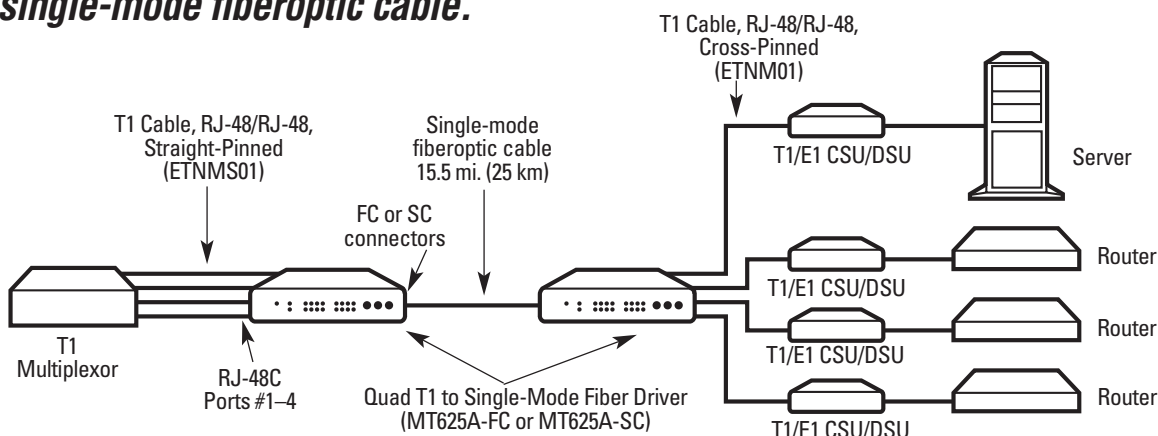 single-mode fiberoptic cable.
T1 Cable, RJ-48/RJ-48,
Cross-Pinned
(ETNM01)
T1 Cable, RJ-48/RJ-48,
Straight-Pinned
(ETNMS01)
Single-mode
fiberoptic cable
15.5 mi. (25 km)
T1/E1 CSU/DSU
Server
FC or SC
connectors
Router
T1/E1 CSU/DSU
Router
T1/E1 CSU/DSU
T1
Multiplexor
RJ-48C
Ports #1–4
Quad T1 to Single-Mode Fiber Driver
(MT625A-FC or MT625A-SC)
Router
T1/E1 CSU/DSU